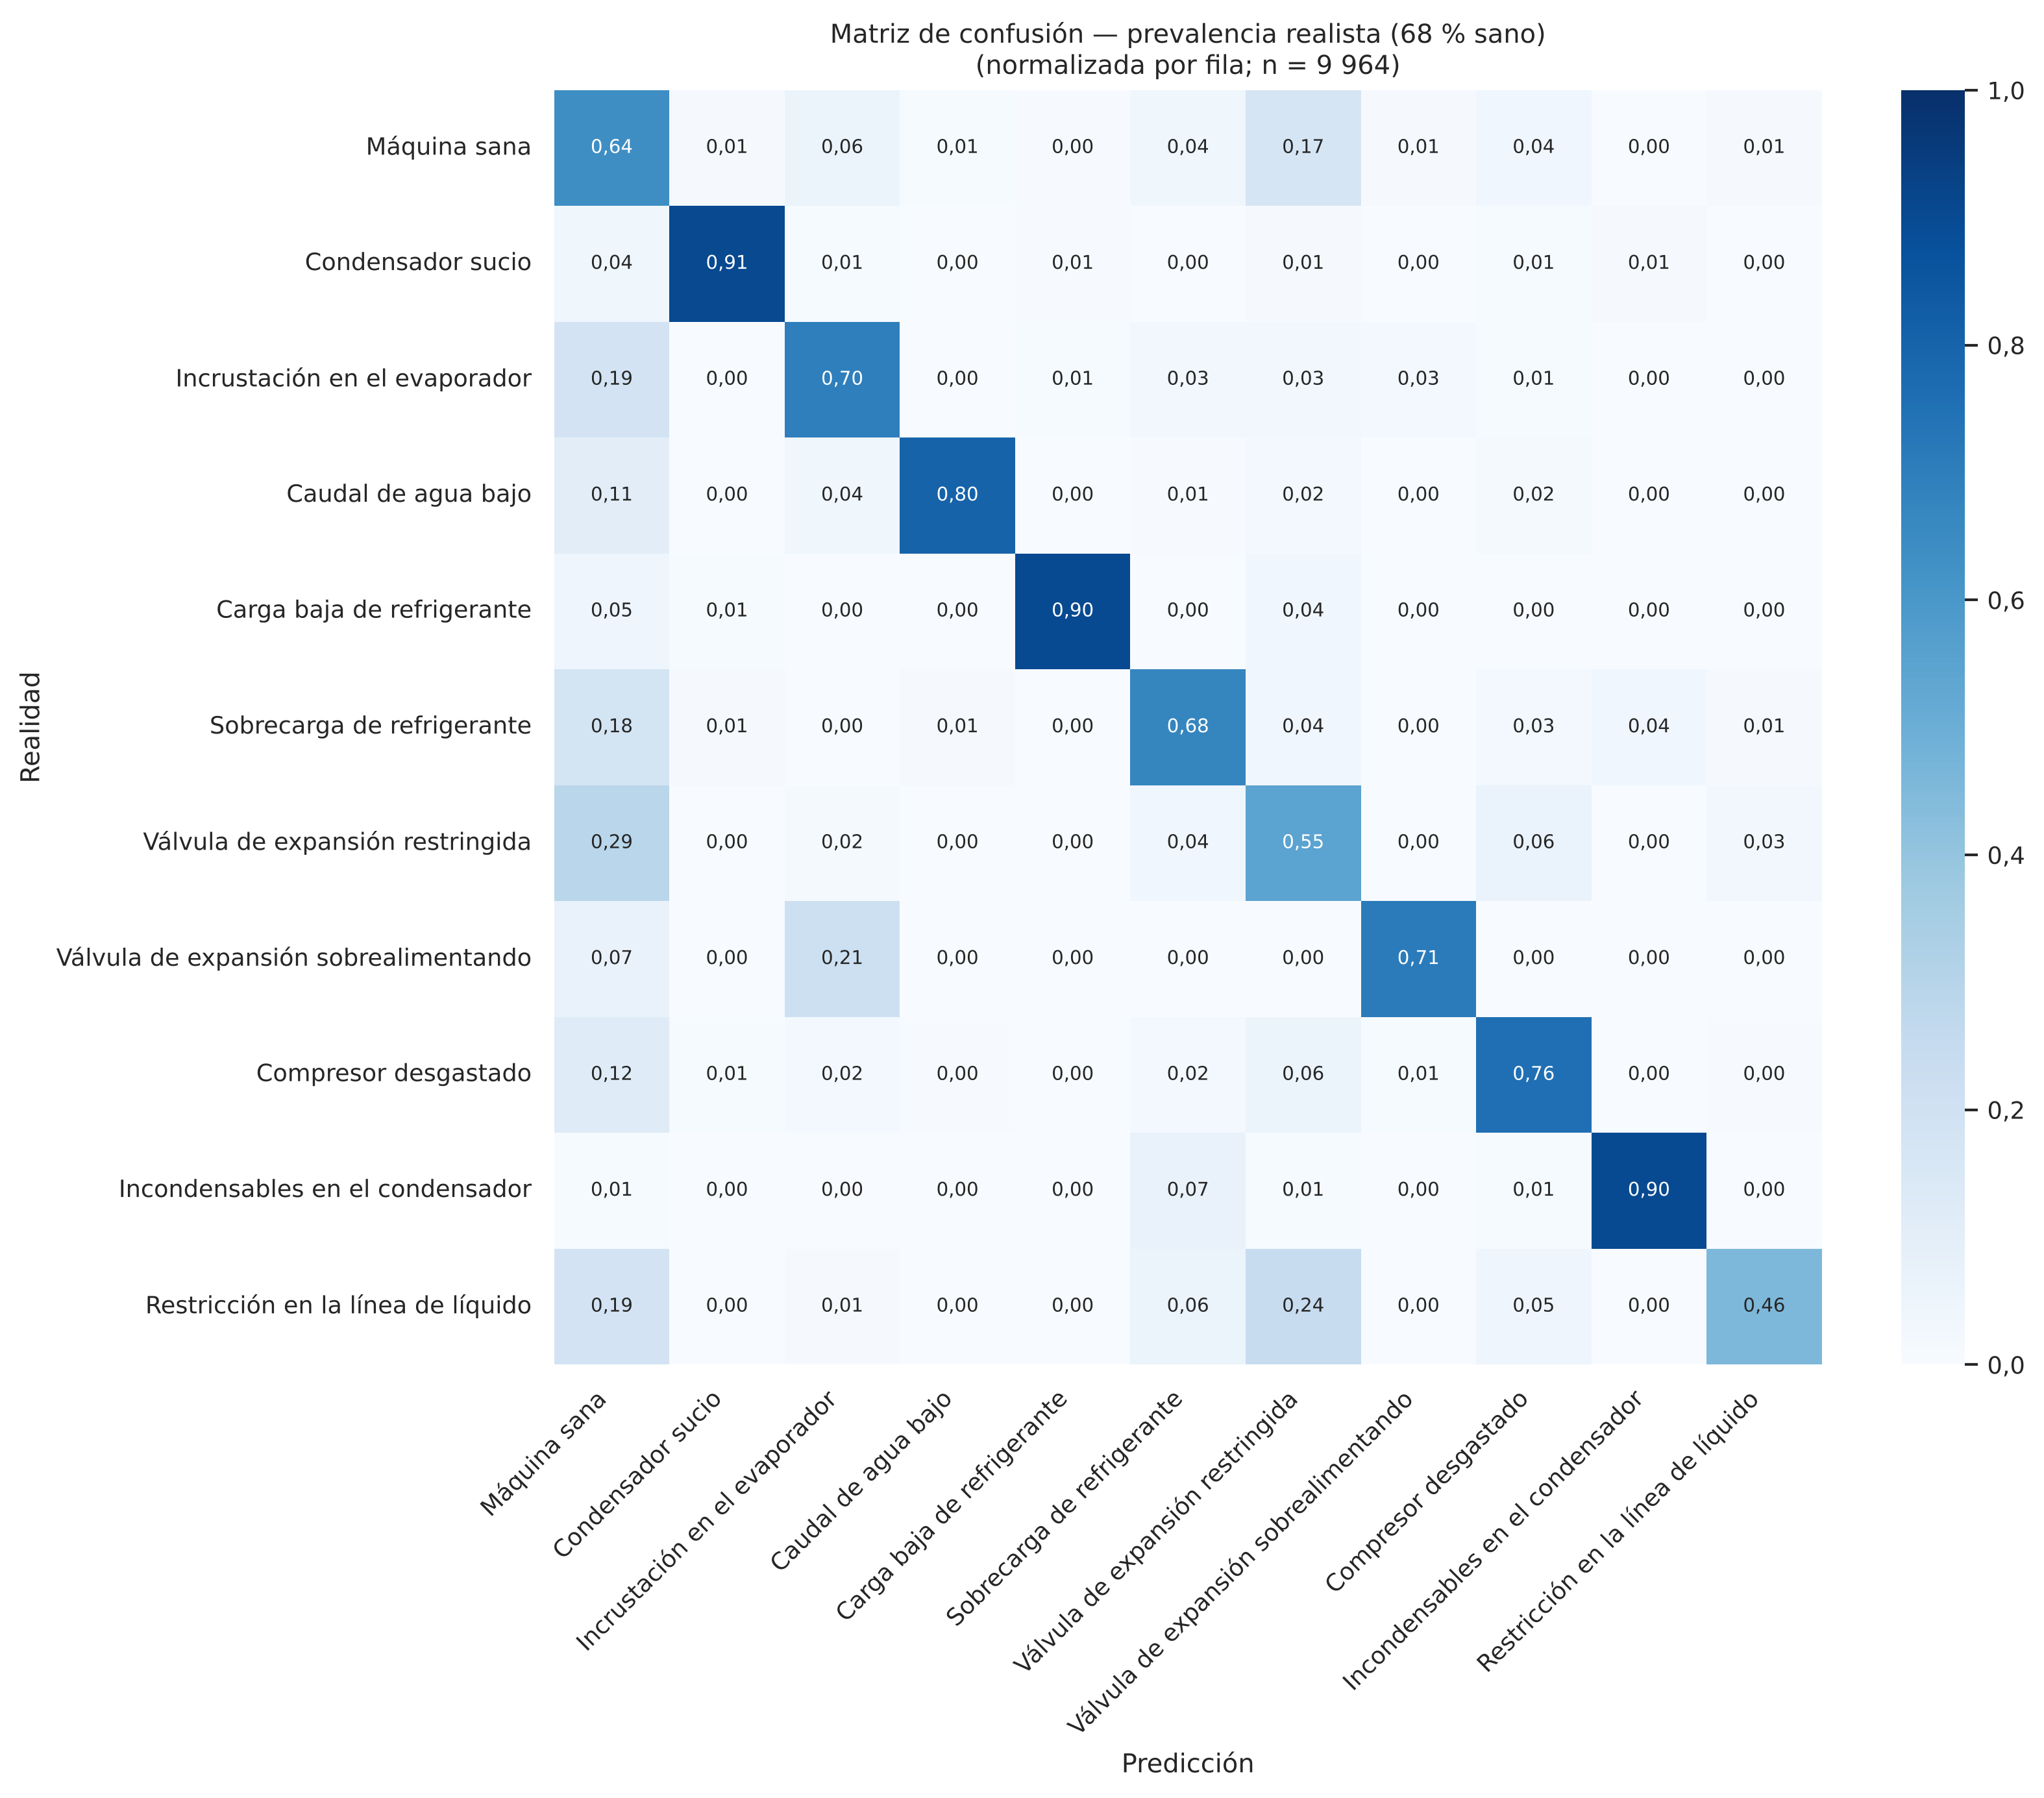 Matriz de confusión — prevalencia realista (68 % sano)
(normalizada por fila; n = 9 964)
Máquina sana 0,64 0,01 0,06 0,01 0,00 0,04 0,17 0,01 0,04 0,00 0,01
Condensador sucio 0,04 0,91 0,01 0,00 0,01 0,00 0,01 0,00 0,01 0,01 0,00
Incrustación en el evaporador 0,19 0,00 0,70 0,00 0,01 0,03 0,03 0,03 0,01 0,00 0,00
Caudal de agua bajo 0,11 0,00 0,04 0,80 0,00 0,01 0,02 0,00 0,02 0,00 0,00
Carga baja de refrigerante 0,05 0,01 0,00 0,00 0,90 0,00 0,04 0,00 0,00 0,00 0,00
Sobrecarga de refrigerante 0,18 0,01 0,00 0,01 0,00 0,68 0,04 0,00 0,03 0,04 0,01
Válvula de expansión restringida 0,29 0,00 0,02 0,00 0,00 0,04 0,55 0,00 0,06 0,00 0,03
Válvula de expansión sobrealimentando 0,07 0,00 0,21 0,00 0,00 0,00 0,00 0,71 0,00 0,00 0,00
Compresor desgastado 0,12 0,01 0,02 0,00 0,00 0,02 0,06 0,01 0,76 0,00 0,00
Incondensables en el condensador 0,01 0,00 0,00 0,00 0,00 0,07 0,01 0,00 0,01 0,90 0,00
Restricción en la línea de líquido 0,19 0,00 0,01 0,00 0,00 0,06 0,24 0,00 0,05 0,00 0,46
Realidad
Máquina sana
Condensador sucio
Incrustación en el evaporador
Caudal de agua bajo
Carga baja de refrigerante
Sobrecarga de refrigerante
Válvula de expansión restringida
Válvula de expansión sobrealimentando
Compresor desgastado
Incondensables en el condensador
Restricción en la línea de líquido
Predicción
1,0
0,8
0,6
0,4
0,2
0,0